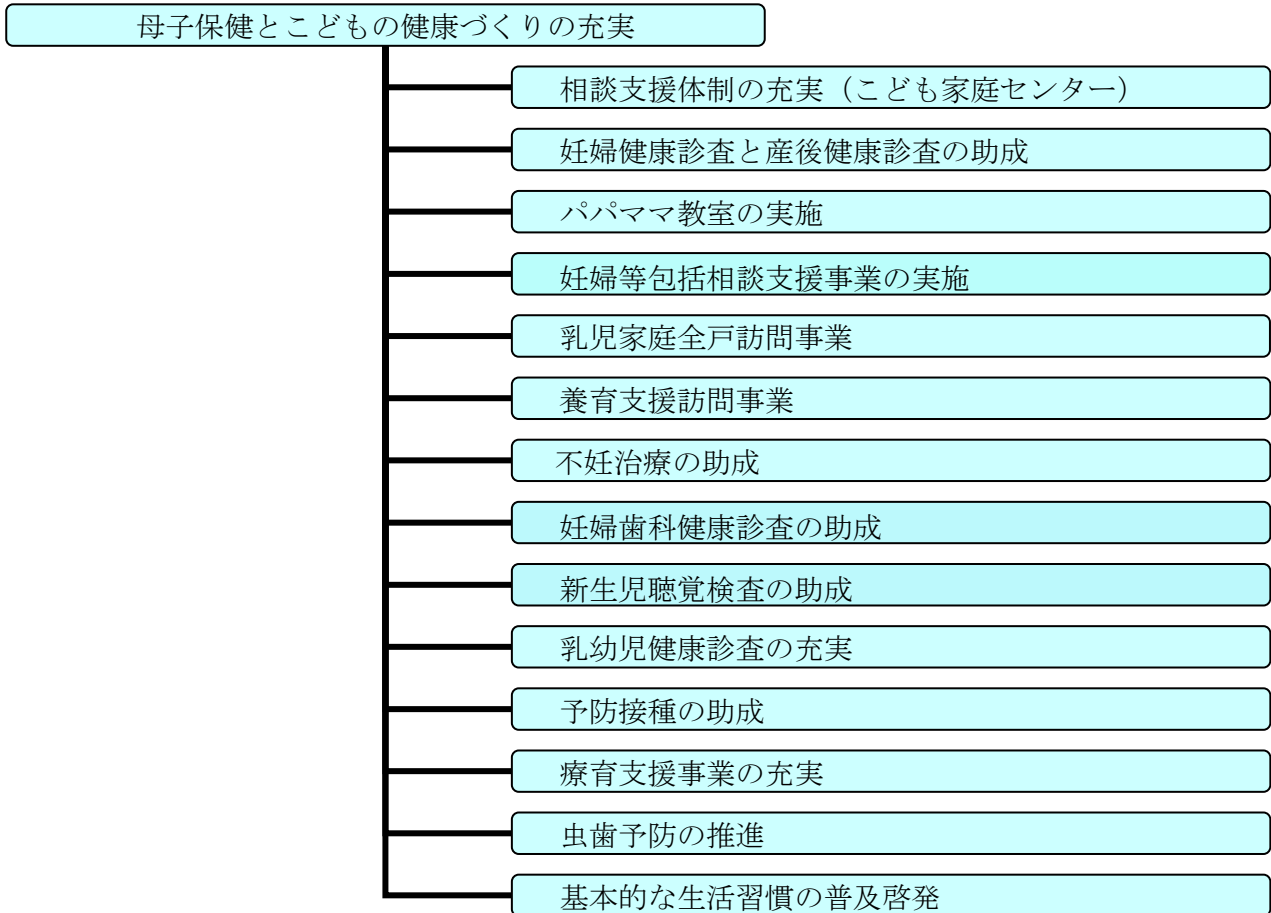 母子保健とこどもの健康づくりの充実
相談支援体制の充実（こども家庭センター）
妊婦健康診査と産後健康診査の助成
パパママ教室の実施
妊婦等包括相談支援事業の実施
乳児家庭全戸訪問事業
養育支援訪問事業
不妊治療の助成
妊婦歯科健康診査の助成
新生児聴覚検査の助成
乳幼児健康診査の充実
予防接種の助成
療育支援事業の充実
虫歯予防の推進
基本的な生活習慣の普及啓発